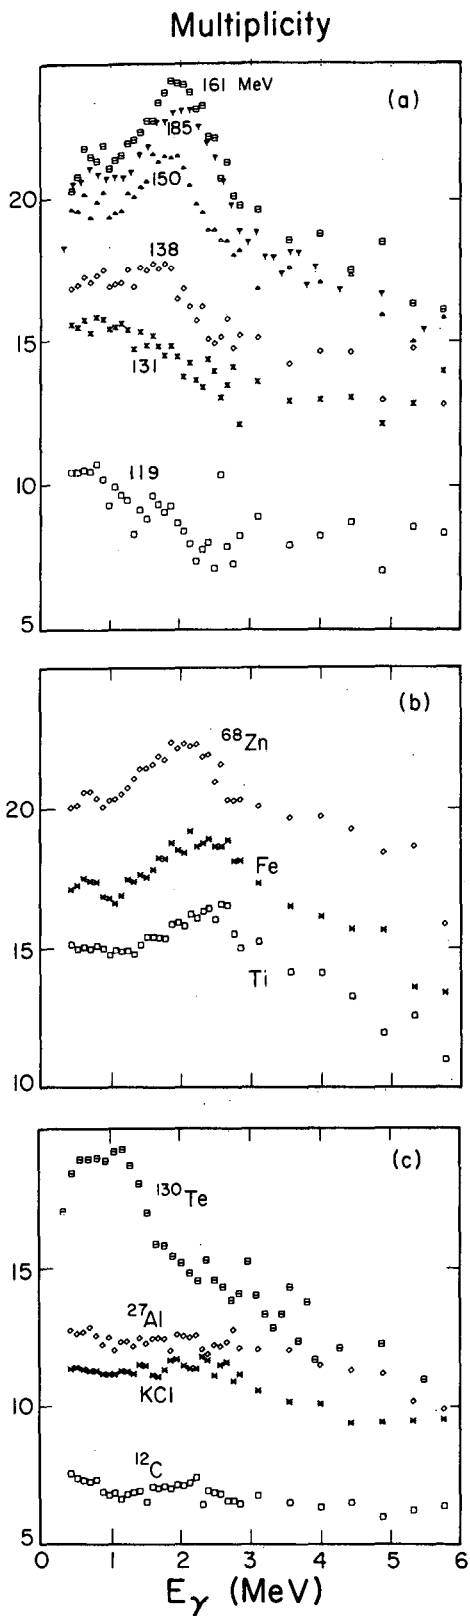 Multiplicity
(a)
161 MeV
185
150
20
138
15
131
119
10
5
(b)
⁶⁸Zn
20
Fe
15
Ti
10
(c)
¹³⁰Te
15
²⁷Al
10
KCl
¹²C
5
0 1 2 3 4 5 6
Eγ (MeV)